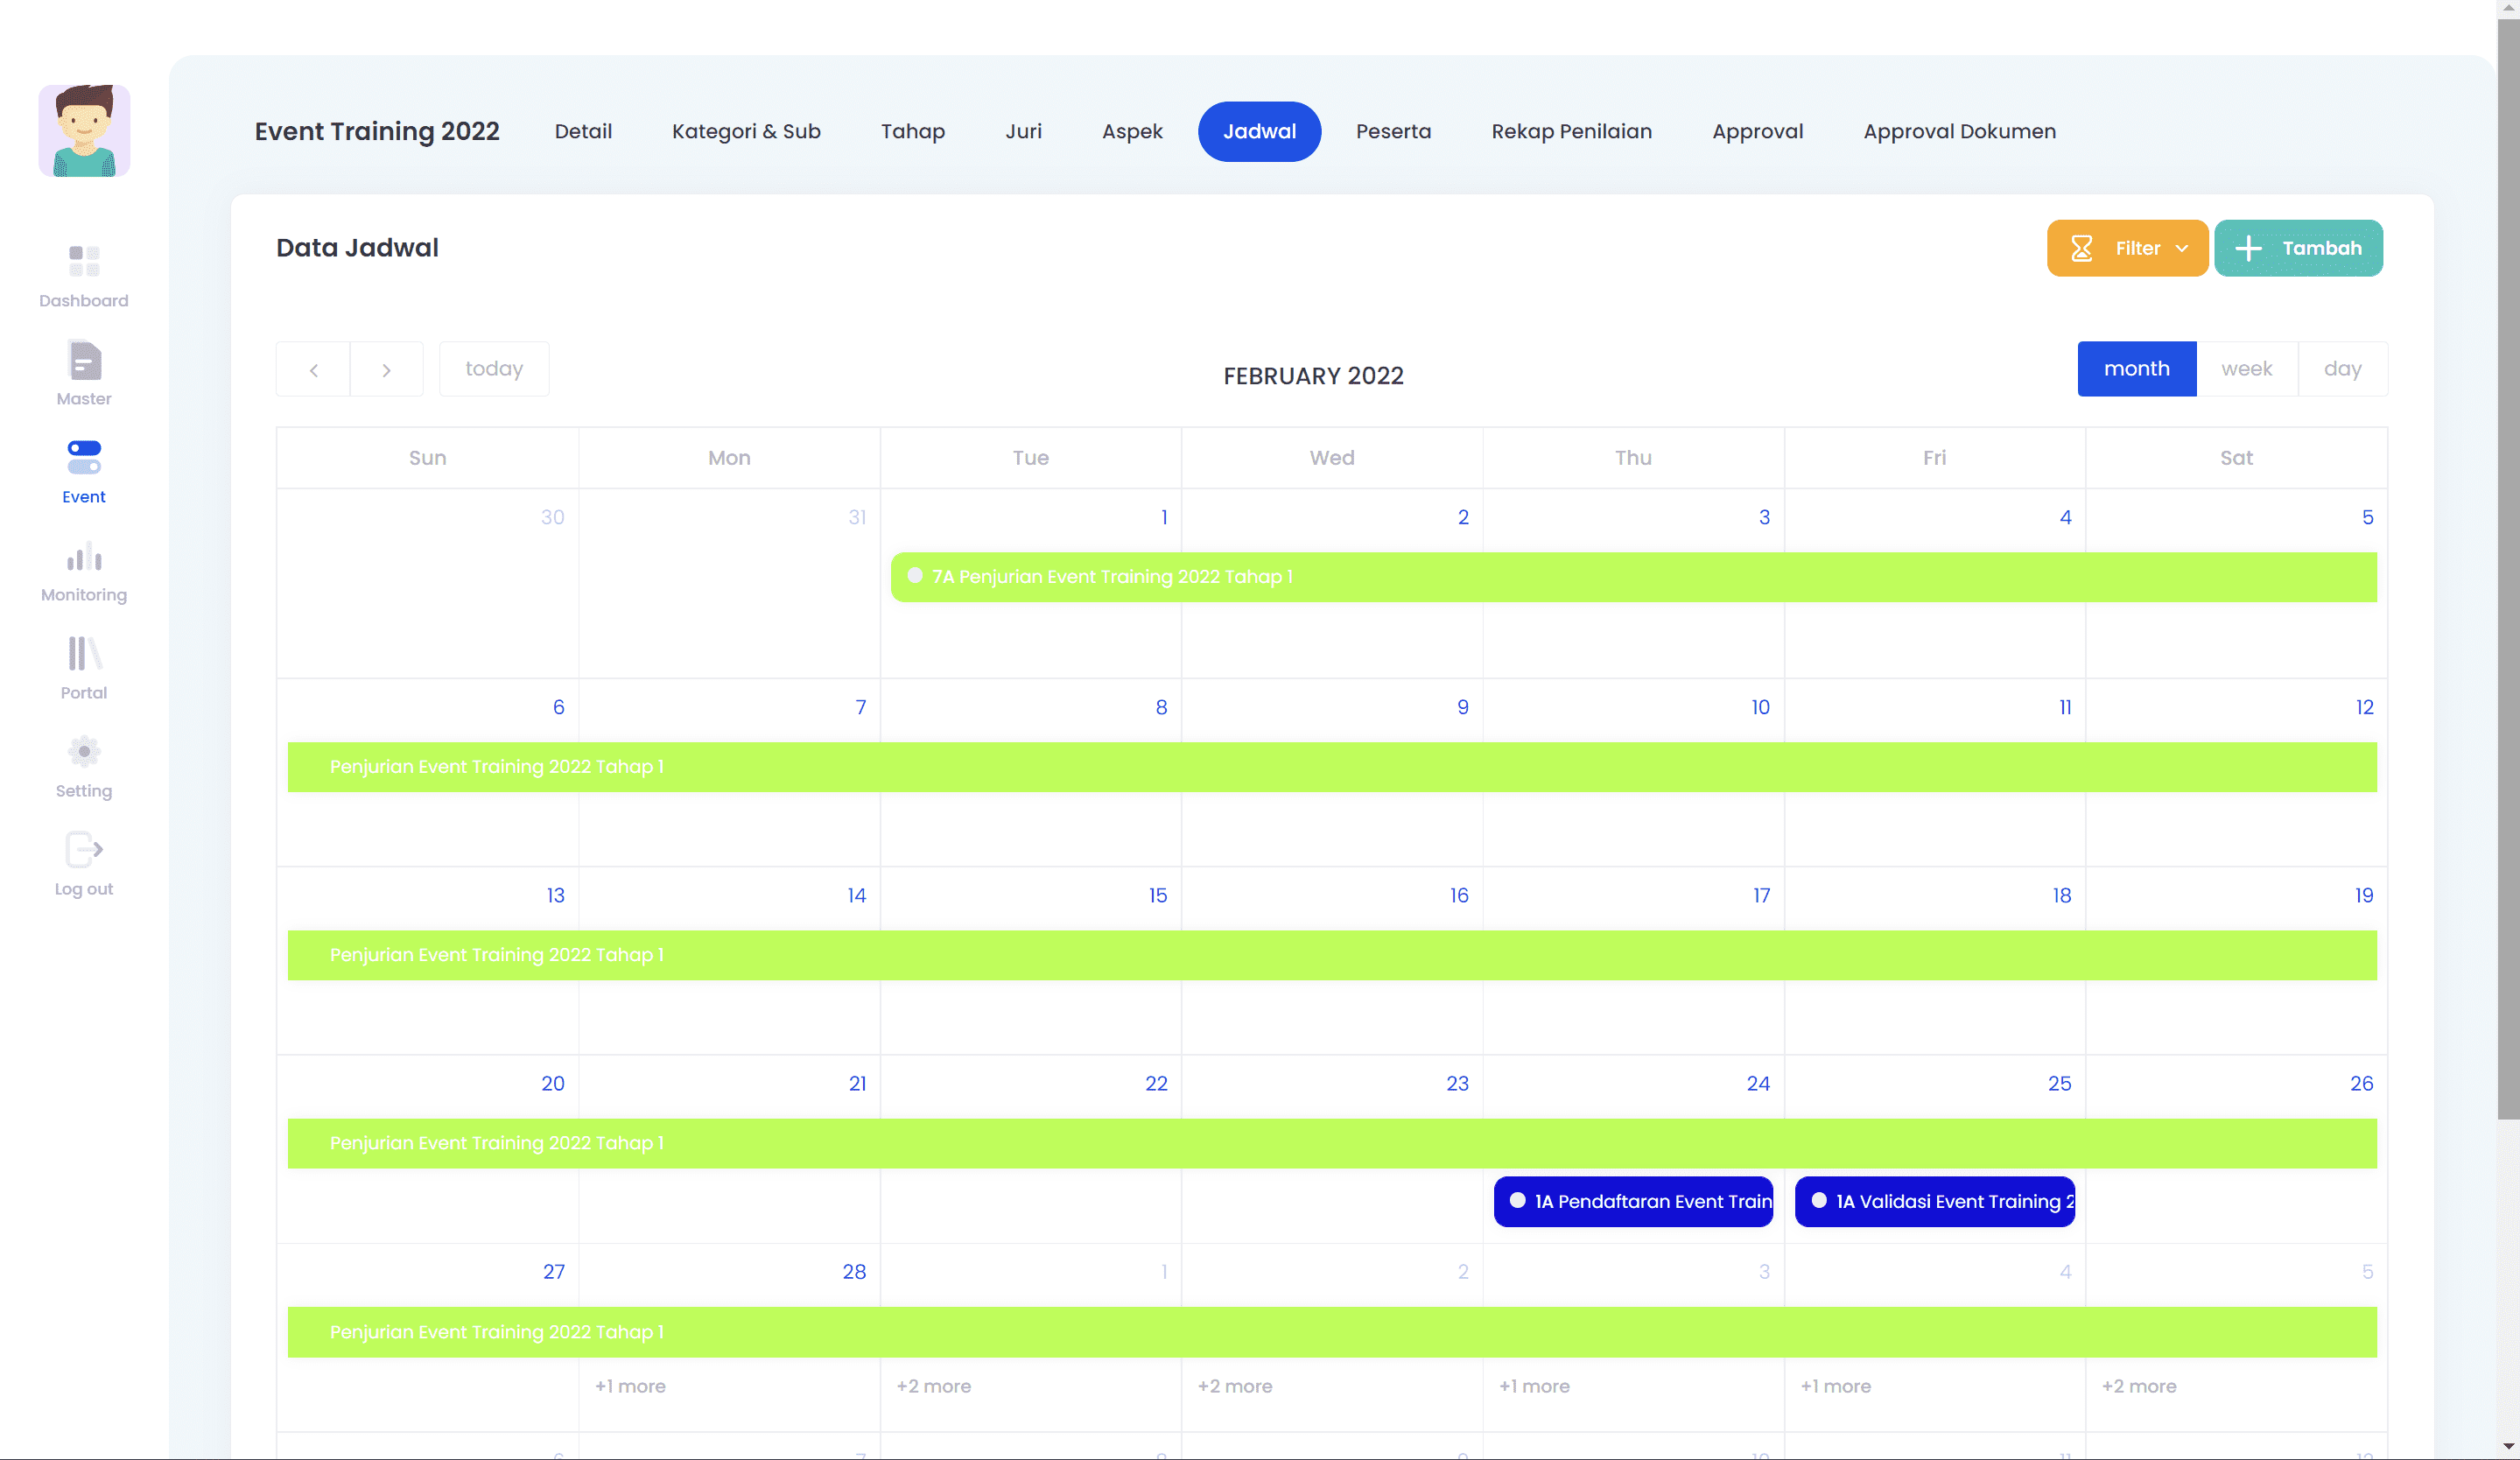 Event Training 2022 Detail Kategori & Sub Tahap Juri Aspek Jadwal Peserta Rekap Penilaian Approval Approval Dokumen
Dashboard
Master
Event
Monitoring
Portal
Setting
Log out
Data Jadwal Filter Tambah
today FEBRUARY 2022 month week day
Sun Mon Tue Wed Thu Fri Sat
30 31 1 2 3 4 5
7A Penjurian Event Training 2022 Tahap 1
6 7 8 9 10 11 12
Penjurian Event Training 2022 Tahap 1
13 14 15 16 17 18 19
Penjurian Event Training 2022 Tahap 1
20 21 22 23 24 25 26
Penjurian Event Training 2022 Tahap 1
1A Pendaftaran Event Train 1A Validasi Event Training 2
27 28 1 2 3 4 5
Penjurian Event Training 2022 Tahap 1
+1 more +2 more +2 more +1 more +1 more +2 more